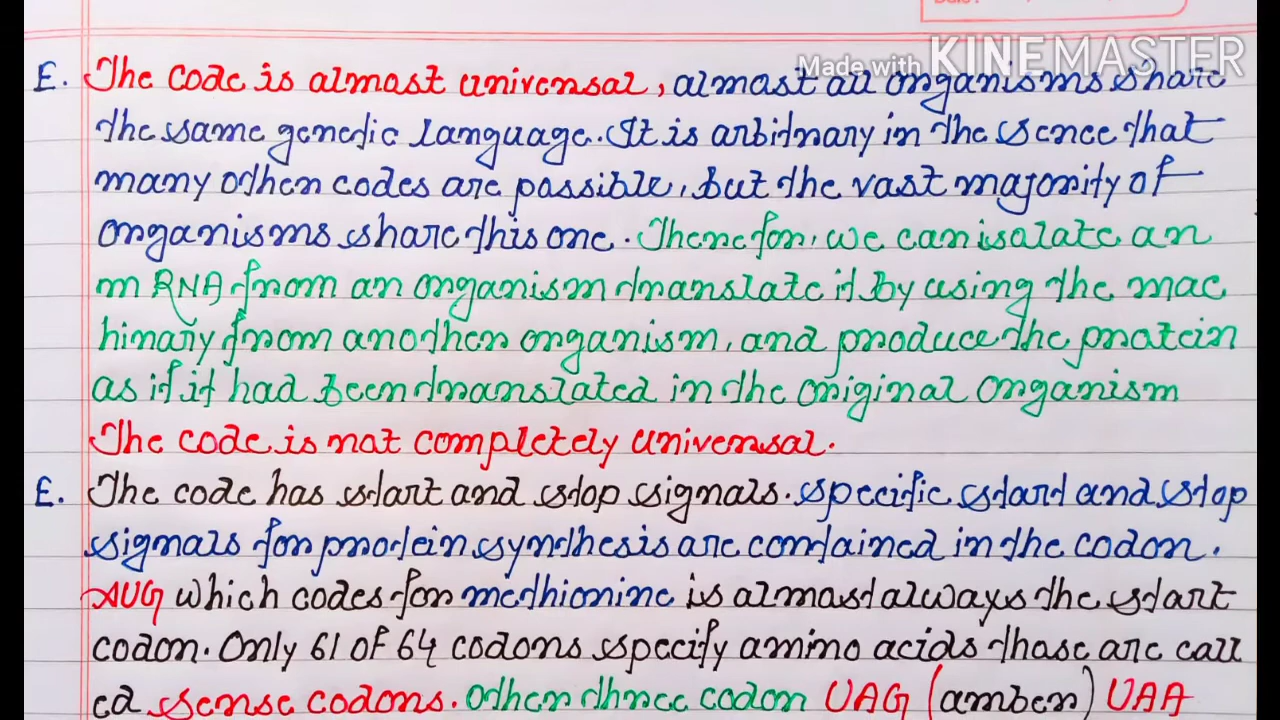 Made with KINEMASTER
E. The code is almost universal, almost all organisms share
the same genetic language. It is arbitrary in the sence that
many other codes are possible, but the vast majority of
organisms share this one. Therefor, we can isolate an
m RNA from an organism translate it by using the mac
hinary from another organism, and produce the protein
as if it had been translated in the original organism
The code is not completely universal.
E. The code has start and stop signals. specific start and stop
signals for protein synthesis are contained in the codon.
AUG which codes for methionine is almost always the start
codon. Only 61 of 64 codons specify amino acids those are call
ed sense codons. Other three codon UAG (amber) UAA